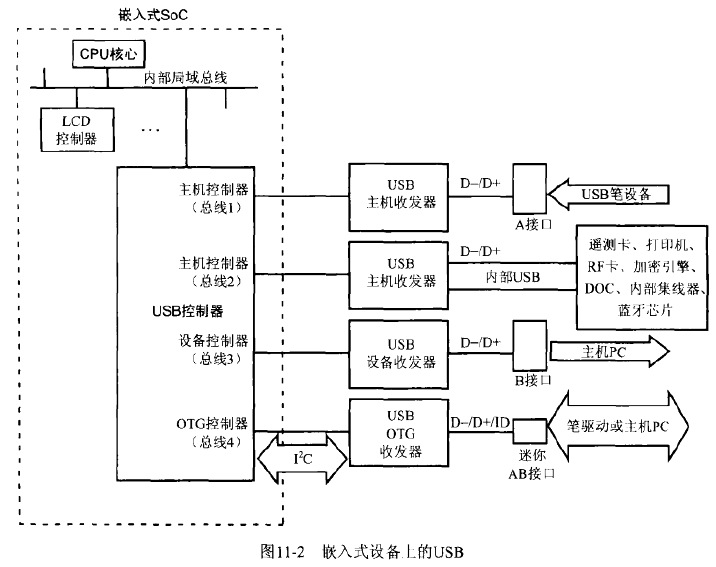 嵌入式SoC
CPU核心
内部局域总线
LCD
控制器
...
主机控制器
(总线1)
USB
主机收发器
D−/D+
A接口
USB笔设备
主机控制器
(总线2)
USB控制器
USB
主机收发器
D−/D+
内部USB
遥测卡、打印机、
RF卡、加密引擎、
DOC、内部集线器、
蓝牙芯片
设备控制器
(总线3)
USB
设备收发器
D−/D+
B接口
主机PC
OTG控制器
(总线4)
I²C
USB
OTG
收发器
D−/D+/ID
迷你
AB接口
笔驱动或主机PC
图11-2 嵌入式设备上的USB